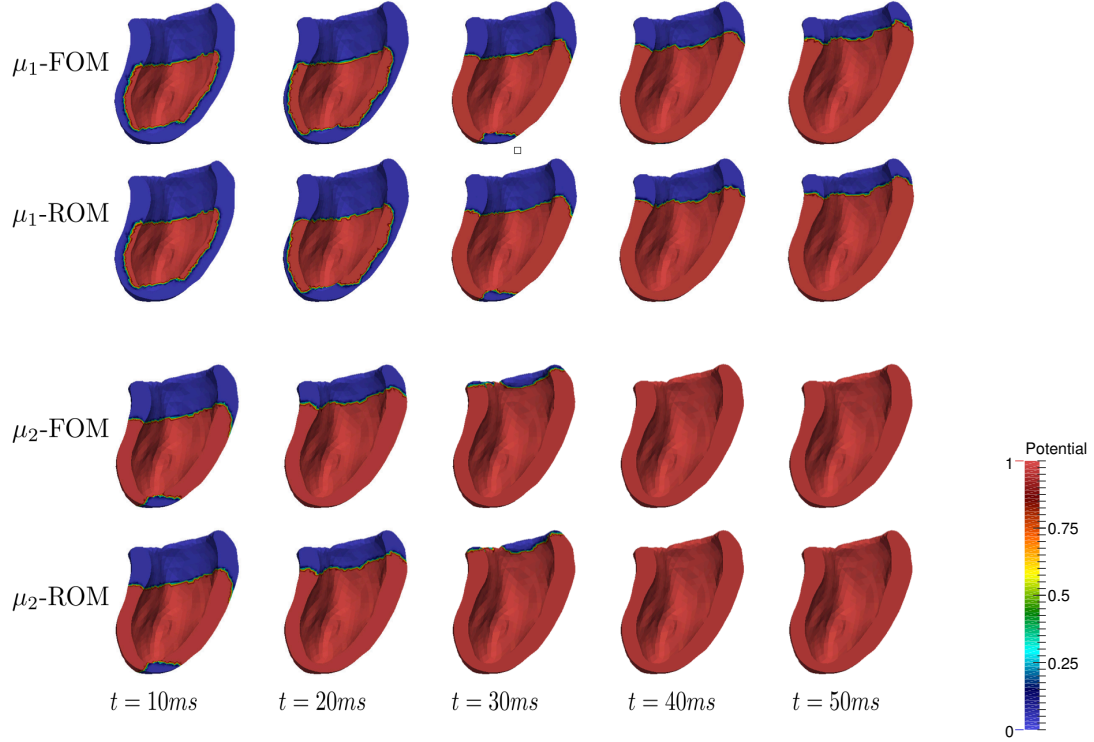 μ₁-FOM
μ₁-ROM
μ₂-FOM
μ₂-ROM
t = 10ms
t = 20ms
t = 30ms
t = 40ms
t = 50ms
Potential
1
0.75
0.5
0.25
0